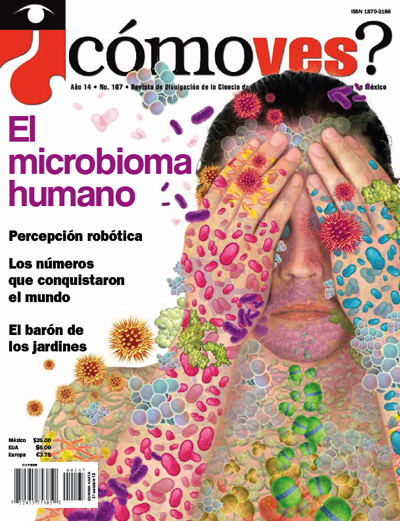 ISSN 1870-3186
¿cómoves?
Año 14 • No. 167 • Revista de Divulgación de la Ciencia de México
El
microbioma
humano
Percepción robótica
Los números
que conquistaron
el mundo
El barón de
los jardines
México $25.00
EUA $5.00
Europa €3.75